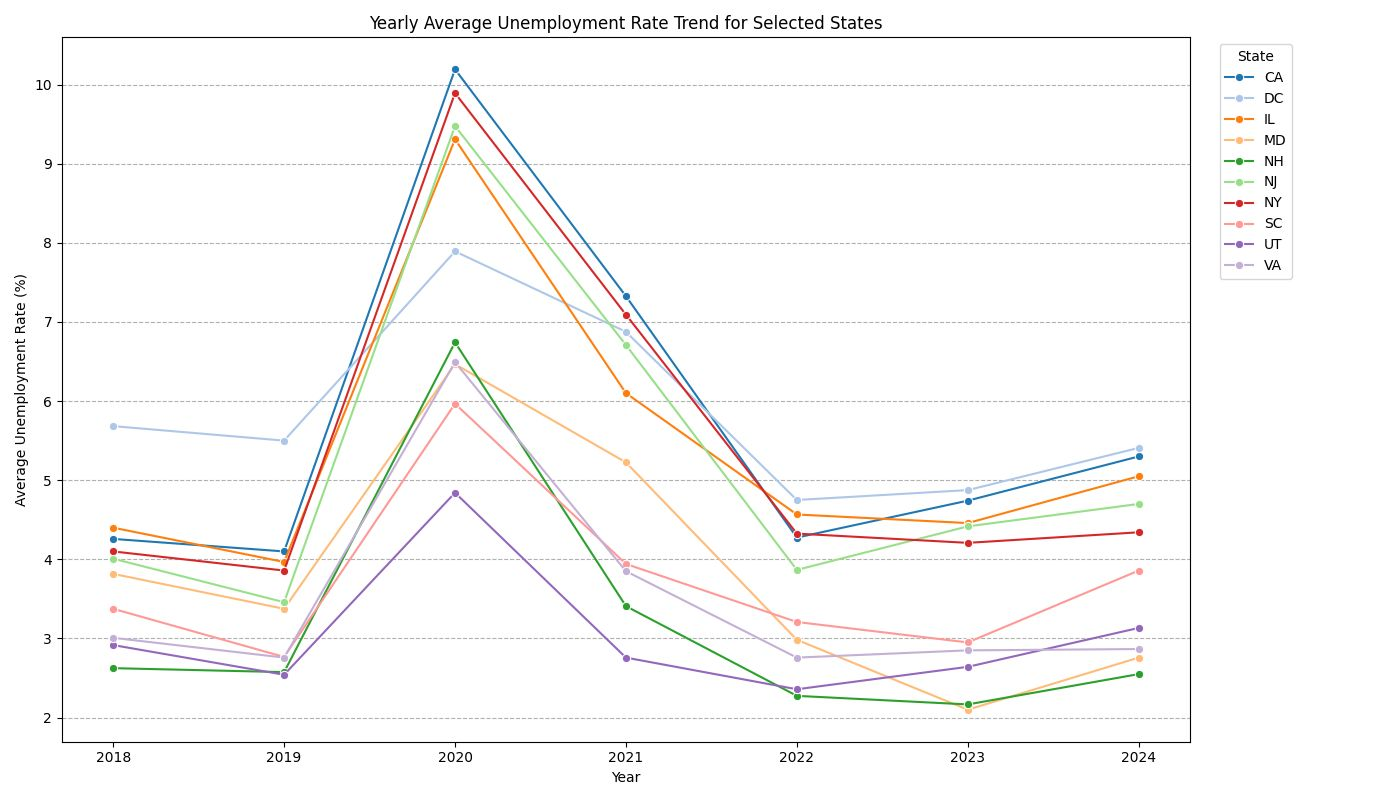 Yearly Average Unemployment Rate Trend for Selected States
State
CA
DC
IL
MD
NH
NJ
NY
SC
UT
VA
Average Unemployment Rate (%)
10
9
8
7
6
5
4
3
2
2018 2019 2020 2021 2022 2023 2024
Year